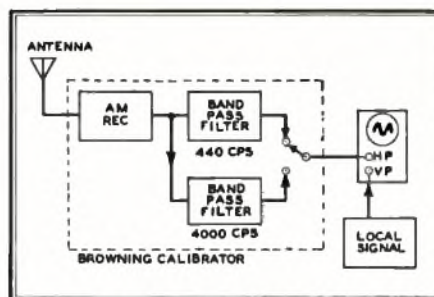 ANTENNA
AM
REC
BAND
PASS
FILTER
440 CPS
BAND
PASS
FILTER
4000 CPS
HP
VP
LOCAL
SIGNAL
BROWNING CALIBRATOR